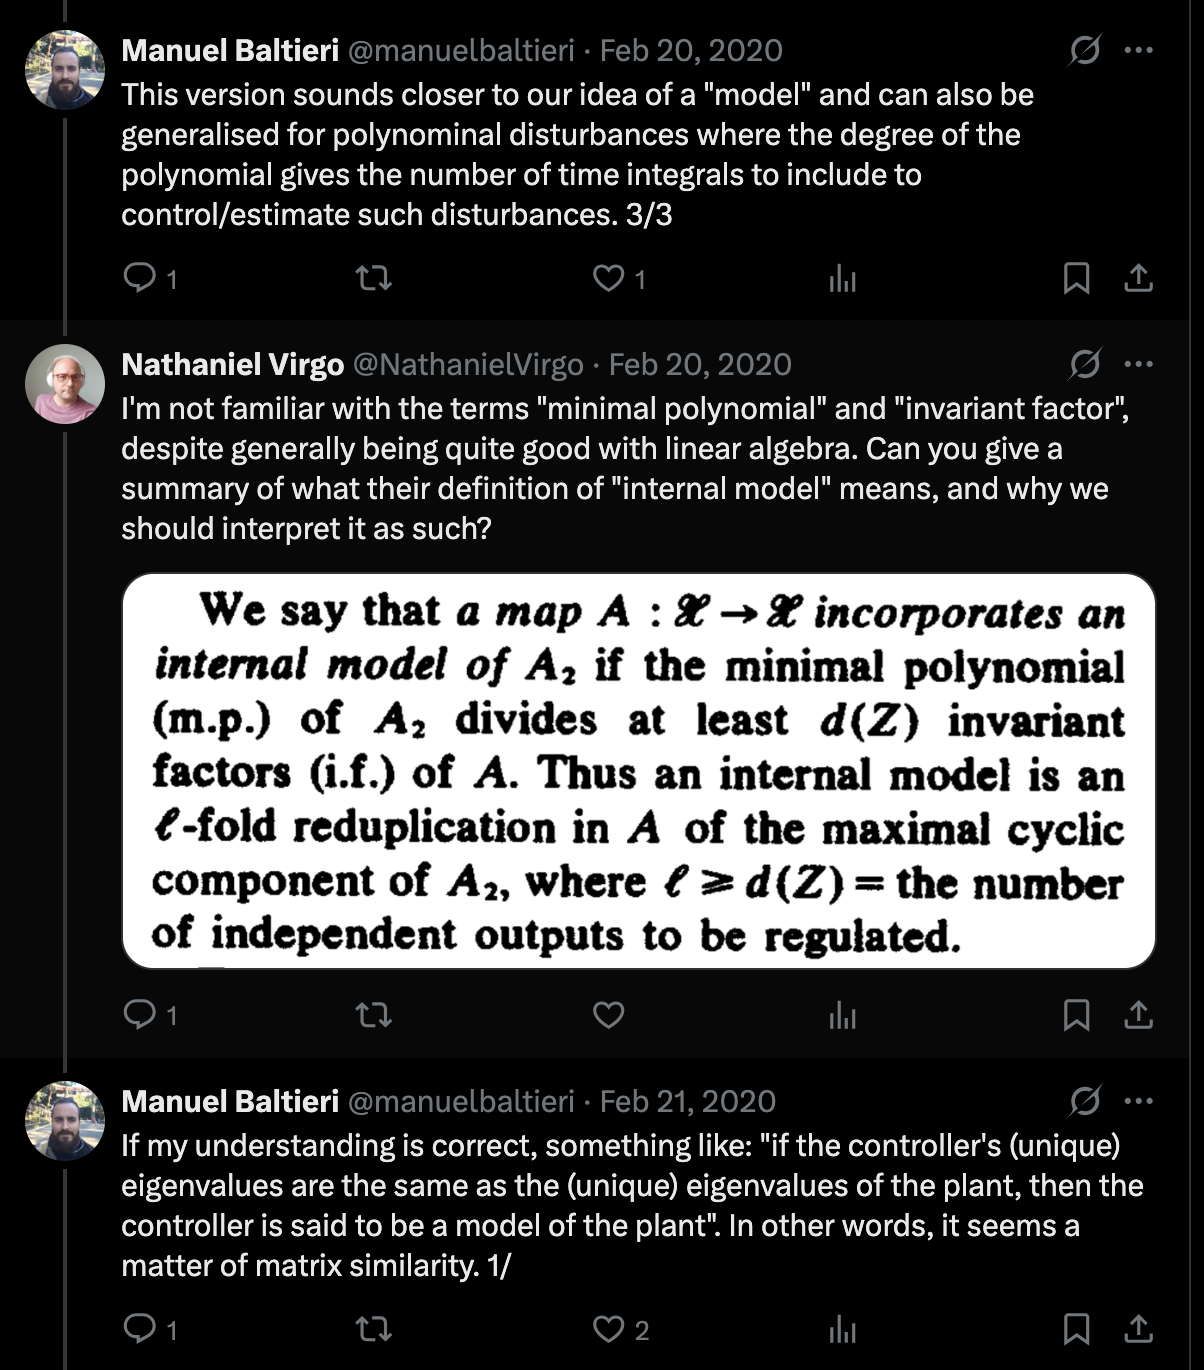 Manuel Baltieri @manuelbaltieri · Feb 20, 2020
This version sounds closer to our idea of a "model" and can also be
generalised for polynominal disturbances where the degree of the
polynomial gives the number of time integrals to include to
control/estimate such disturbances. 3/3
1 1
Nathaniel Virgo @NathanielVirgo · Feb 20, 2020
I'm not familiar with the terms "minimal polynomial" and "invariant factor",
despite generally being quite good with linear algebra. Can you give a
summary of what their definition of "internal model" means, and why we
should interpret it as such?
We say that a map A : 𝒳 → 𝒳 incorporates an
internal model of A₂ if the minimal polynomial
(m.p.) of A₂ divides at least d(Z) invariant
factors (i.f.) of A. Thus an internal model is an
ℓ-fold reduplication in A of the maximal cyclic
component of A₂, where ℓ ⩾ d(Z) = the number
of independent outputs to be regulated.
1
Manuel Baltieri @manuelbaltieri · Feb 21, 2020
If my understanding is correct, something like: "if the controller's (unique)
eigenvalues are the same as the (unique) eigenvalues of the plant, then the
controller is said to be a model of the plant". In other words, it seems a
matter of matrix similarity. 1/
1 2